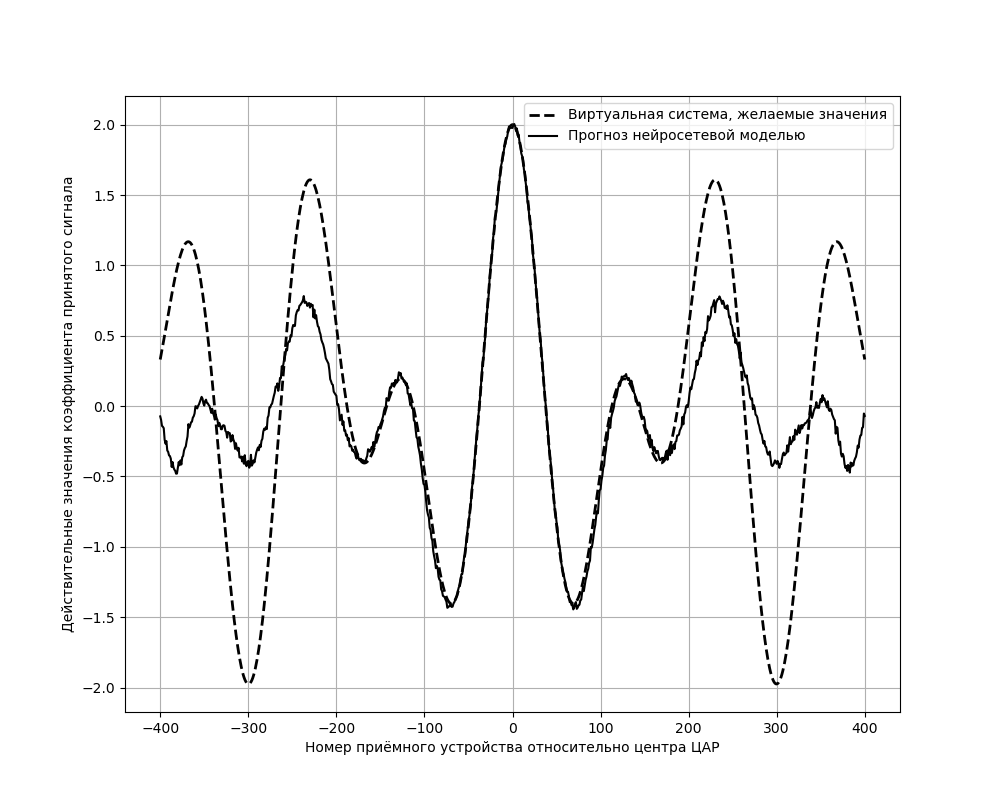 Виртуальная система, желаемые значения
Прогноз нейросетевой моделью
Действительные значения коэффициента принятого сигнала
2.0
1.5
1.0
0.5
0.0
−0.5
−1.0
−1.5
−2.0
−400 −300 −200 −100 0 100 200 300 400
Номер приёмного устройства относительно центра ЦАР